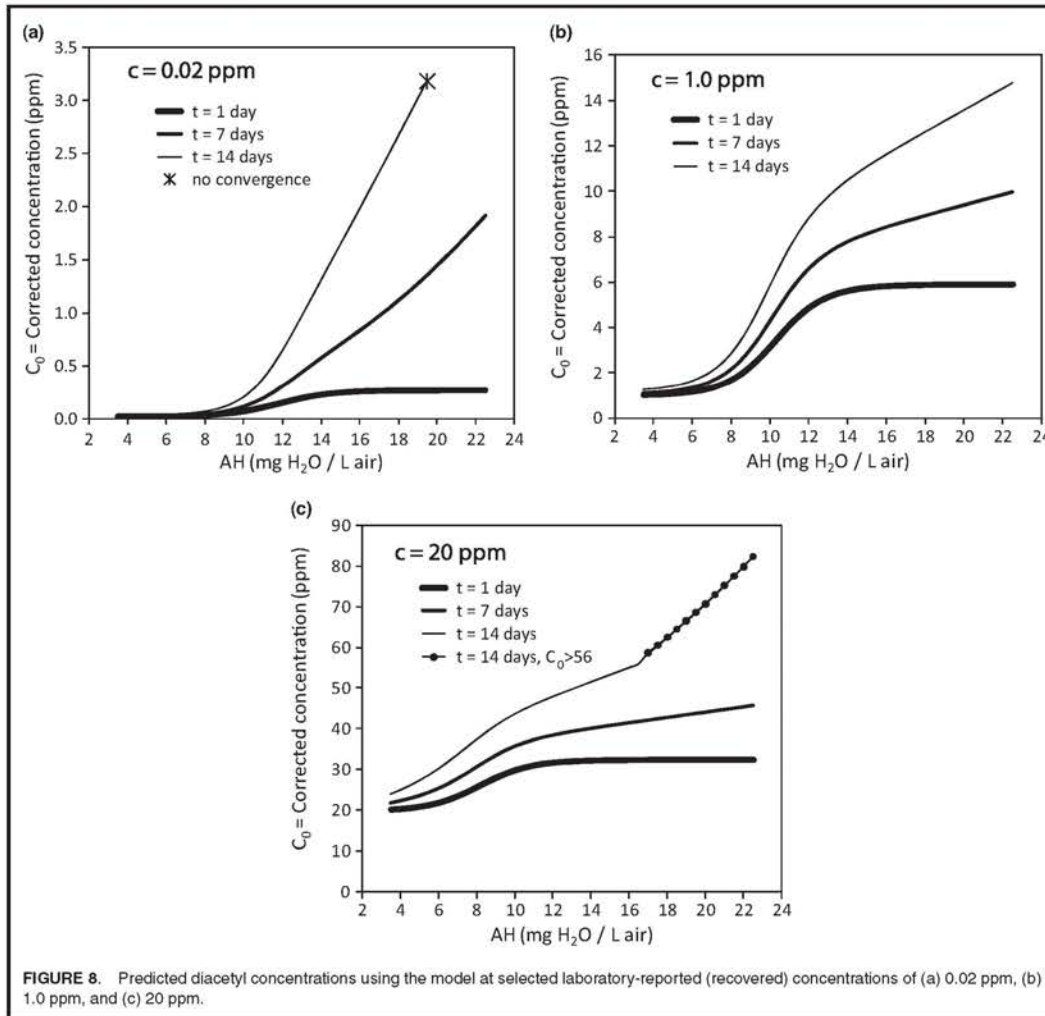 (a)
c = 0.02 ppm
t = 1 day
t = 7 days
t = 14 days
no convergence
3.5
3.0
2.5
2.0
1.5
1.0
0.5
0.0
C₀ = Corrected concentration (ppm)
2 4 6 8 10 12 14 16 18 20 22 24
AH (mg H₂O / L air)
(b)
c = 1.0 ppm
t = 1 day
t = 7 days
t = 14 days
16
14
12
10
8
6
4
2
0
C₀ = Corrected concentration (ppm)
2 4 6 8 10 12 14 16 18 20 22 24
AH (mg H₂O / L air)
(c)
c = 20 ppm
t = 1 day
t = 7 days
t = 14 days
t = 14 days, C₀>56
90
80
70
60
50
40
30
20
10
0
C₀ = Corrected concentration (ppm)
2 4 6 8 10 12 14 16 18 20 22 24
AH (mg H₂O / L air)
FIGURE 8. Predicted diacetyl concentrations using the model at selected laboratory-reported (recovered) concentrations of (a) 0.02 ppm, (b)
1.0 ppm, and (c) 20 ppm.